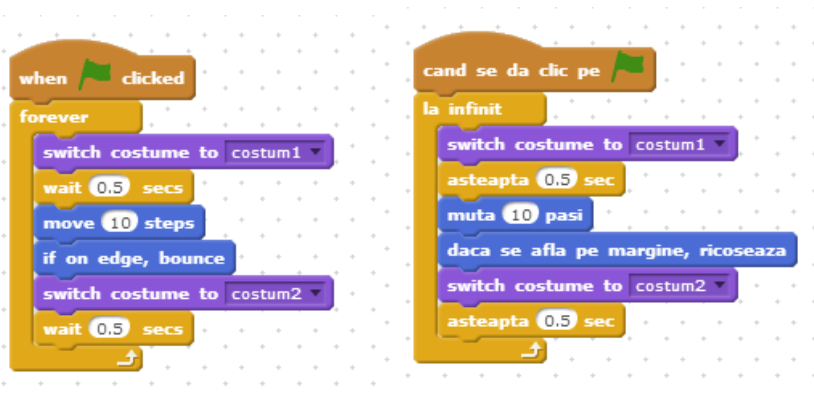 when clicked
forever
switch costume to costum1
wait 0.5 secs
move 10 steps
if on edge, bounce
switch costume to costum2
wait 0.5 secs
cand se da clic pe
la infinit
switch costume to costum1
asteapta 0.5 sec
muta 10 pasi
daca se afla pe margine, ricoseaza
switch costume to costum2
asteapta 0.5 sec